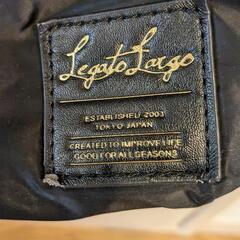 Legato Largo
ESTABLISHED 2003
TOKYO JAPAN
CREATED TO IMPROVE LIFE
GOOD FOR ALL SEASONS